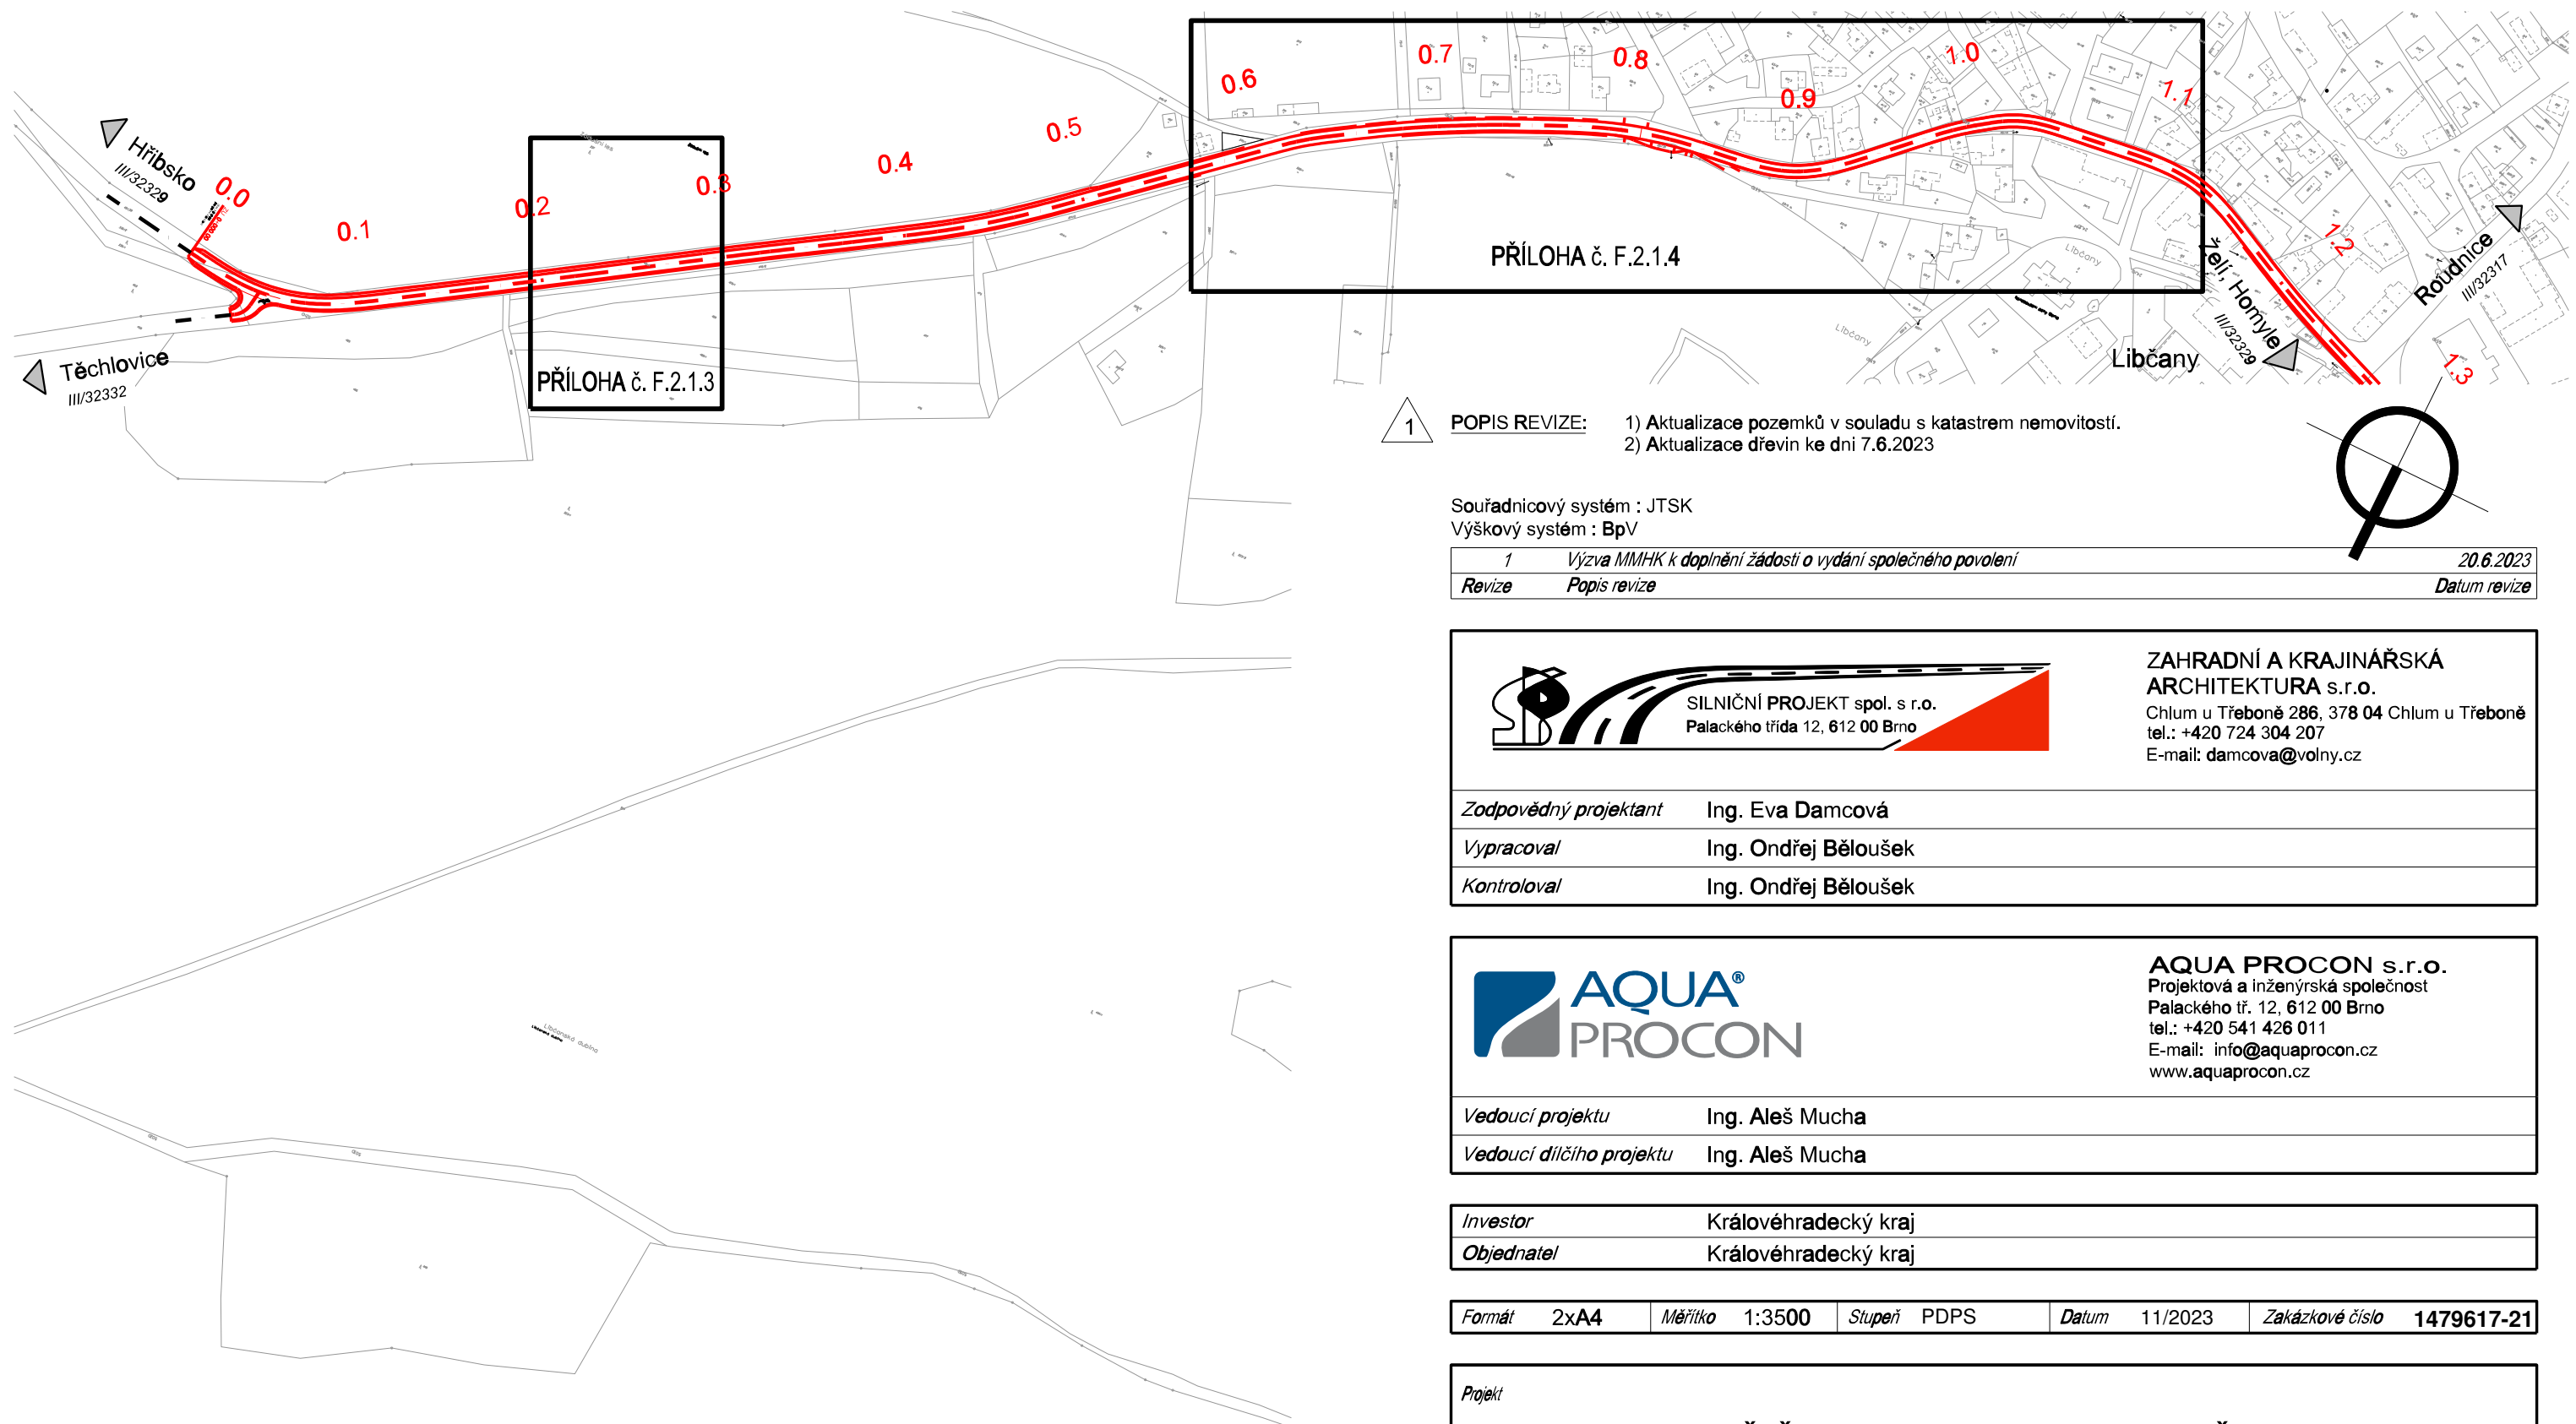 Hřibsko
III/32329
0.0
0.1
0.2
0.3
0.4
0.5
0.6
0.7
0.8
0.9
1.0
1.1
1.2
1.3
Těchlovice
III/32332
PŘÍLOHA č. F.2.1.3
PŘÍLOHA č. F.2.1.4
Libčany
Libčany
Libčany
Želí, Homyle
III/32329
Roudnice
III/32317
Libčanská dubina
1
POPIS REVIZE:
1) Aktualizace pozemků v souladu s katastrem nemovitostí.
2) Aktualizace dřevin ke dni 7.6.2023
Souřadnicový systém : JTSK
Výškový systém : BpV
1 Výzva MMHK k doplnění žádosti o vydání společného povolení 20.6.2023
Revize Popis revize Datum revize
SILNIČNÍ PROJEKT spol. s r.o.
Palackého třída 12, 612 00 Brno
ZAHRADNÍ A KRAJINÁŘSKÁ
ARCHITEKTURA s.r.o.
Chlum u Třeboně 286, 378 04 Chlum u Třeboně
tel.: +420 724 304 207
E-mail: damcova@volny.cz
Zodpovědný projektant Ing. Eva Damcová
Vypracoval Ing. Ondřej Běloušek
Kontroloval Ing. Ondřej Běloušek
AQUA®
PROCON
AQUA PROCON s.r.o.
Projektová a inženýrská společnost
Palackého tř. 12, 612 00 Brno
tel.: +420 541 426 011
E-mail: info@aquaprocon.cz
www.aquaprocon.cz
Vedoucí projektu Ing. Aleš Mucha
Vedoucí dílčího projektu Ing. Aleš Mucha
Investor Královéhradecký kraj
Objednatel Královéhradecký kraj
Formát 2xA4 Měřítko 1:3500 Stupeň PDPS Datum 11/2023 Zakázkové číslo 1479617-21
Projekt